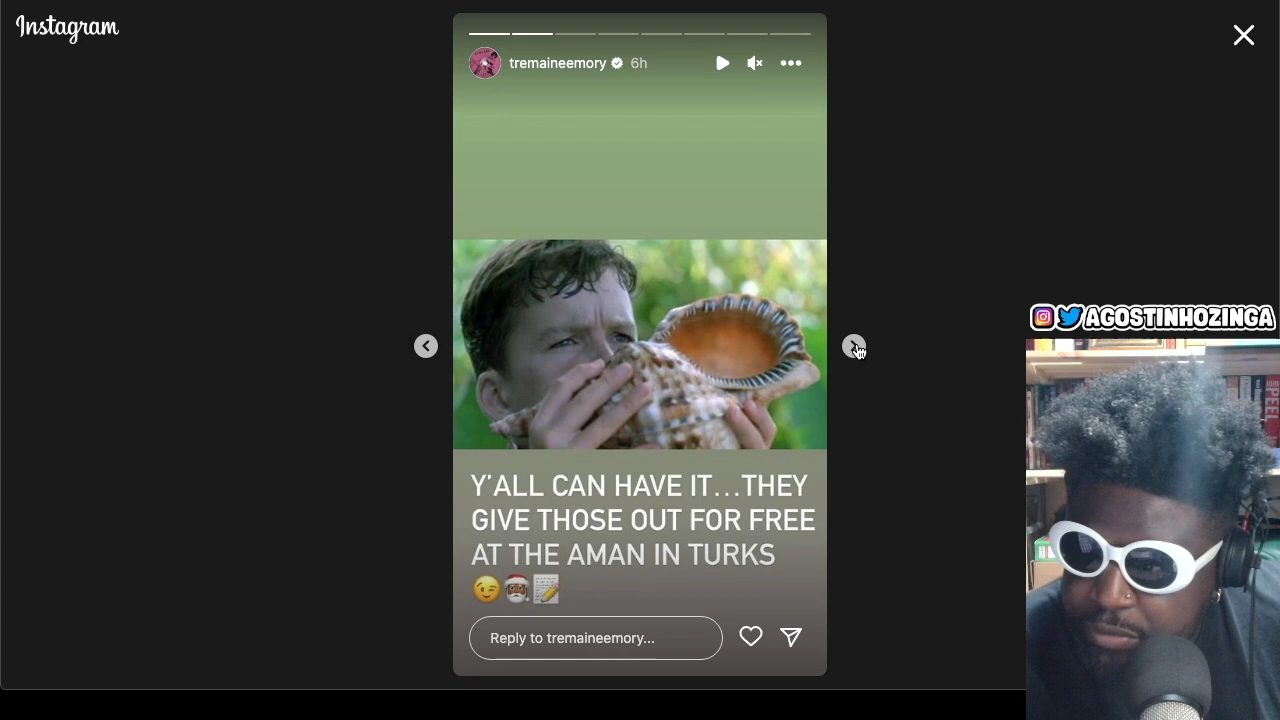 Instagram
tremaineemory 6h
Y'ALL CAN HAVE IT...THEY
GIVE THOSE OUT FOR FREE
AT THE AMAN IN TURKS
Reply to tremaineemory...
AGOSTINHOZINGA
PEEL